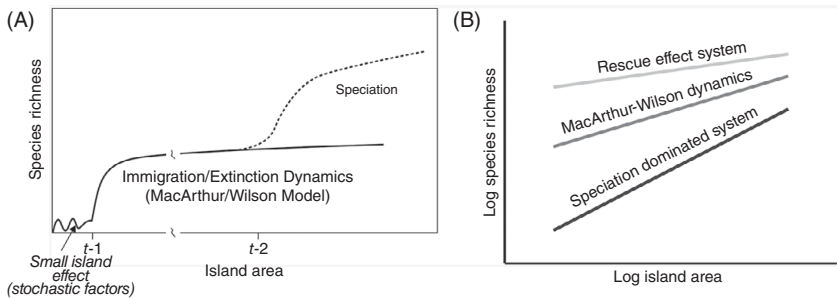 (A)
Species richness
Speciation
Immigration/Extinction Dynamics
(MacArthur/Wilson Model)
t-1
t-2
Small island
effect
(stochastic factors)
Island area
(B)
Log species richness
Rescue effect system
MacArthur-Wilson dynamics
Speciation dominated system
Log island area